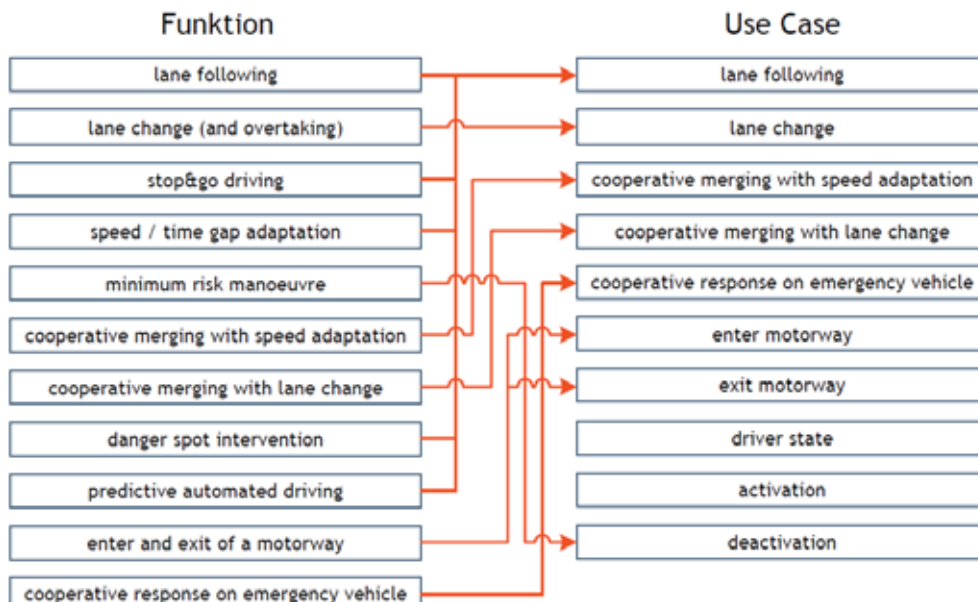 Funktion
Use Case
lane following
lane following
lane change (and overtaking)
lane change
stop&go driving
cooperative merging with speed adaptation
speed / time gap adaptation
cooperative merging with lane change
minimum risk manoeuvre
cooperative response on emergency vehicle
cooperative merging with speed adaptation
enter motorway
cooperative merging with lane change
exit motorway
danger spot intervention
driver state
predictive automated driving
activation
enter and exit of a motorway
deactivation
cooperative response on emergency vehicle